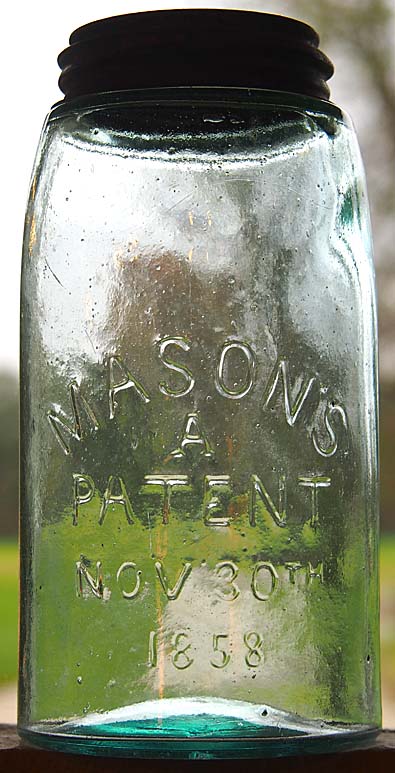 MASON'S
A
PATENT
NOV 30TH
1858